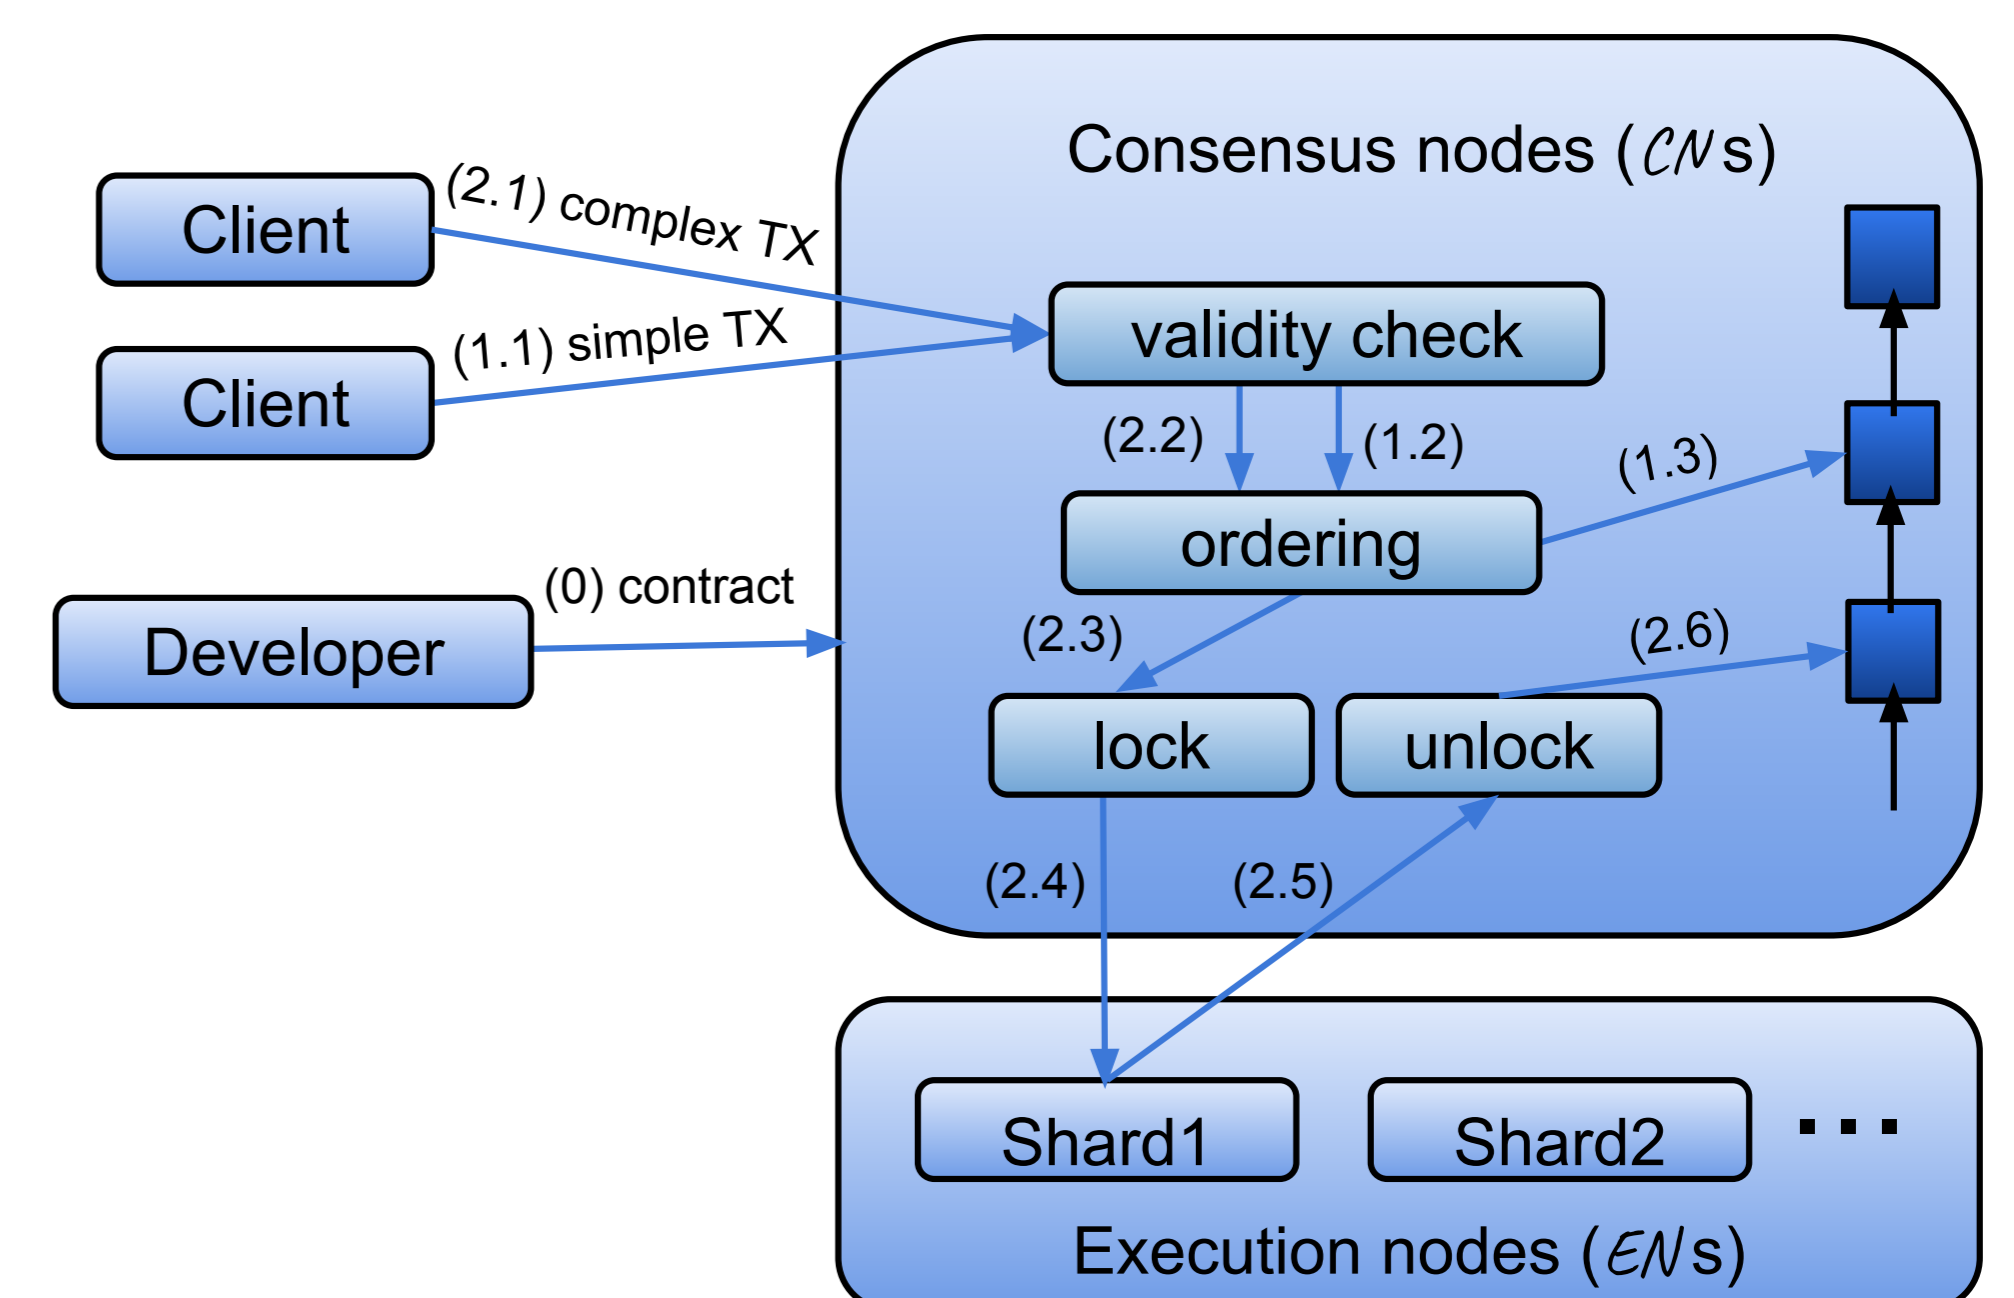 Consensus nodes (CNs)
Client
(2.1) complex TX
Client
(1.1) simple TX
validity check
(2.2)
(1.2)
(1.3)
ordering
Developer
(0) contract
(2.3)
(2.6)
lock
unlock
(2.4)
(2.5)
Shard1
Shard2
...
Execution nodes (ENs)